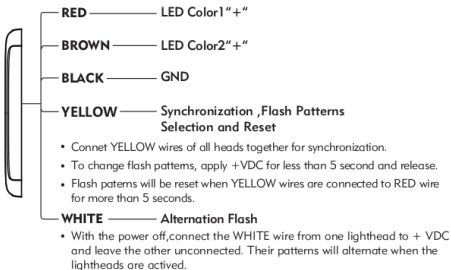 RED LED Color1"+"
BROWN LED Color2"+"
BLACK GND
YELLOW Synchronization ,Flash Patterns
Selection and Reset
• Connet YELLOW wires of all heads together for synchronization.
• To change flash patterns, apply +VDC for less than 5 second and release.
• Flash paterns will be reset when YELLOW wires are connected to RED wire
for more than 5 seconds.
WHITE Alternation Flash
• With the power off,connect the WHITE wire from one lighthead to + VDC
and leave the other unconnected. Their patterns will alternate when the
lightheads are actived.